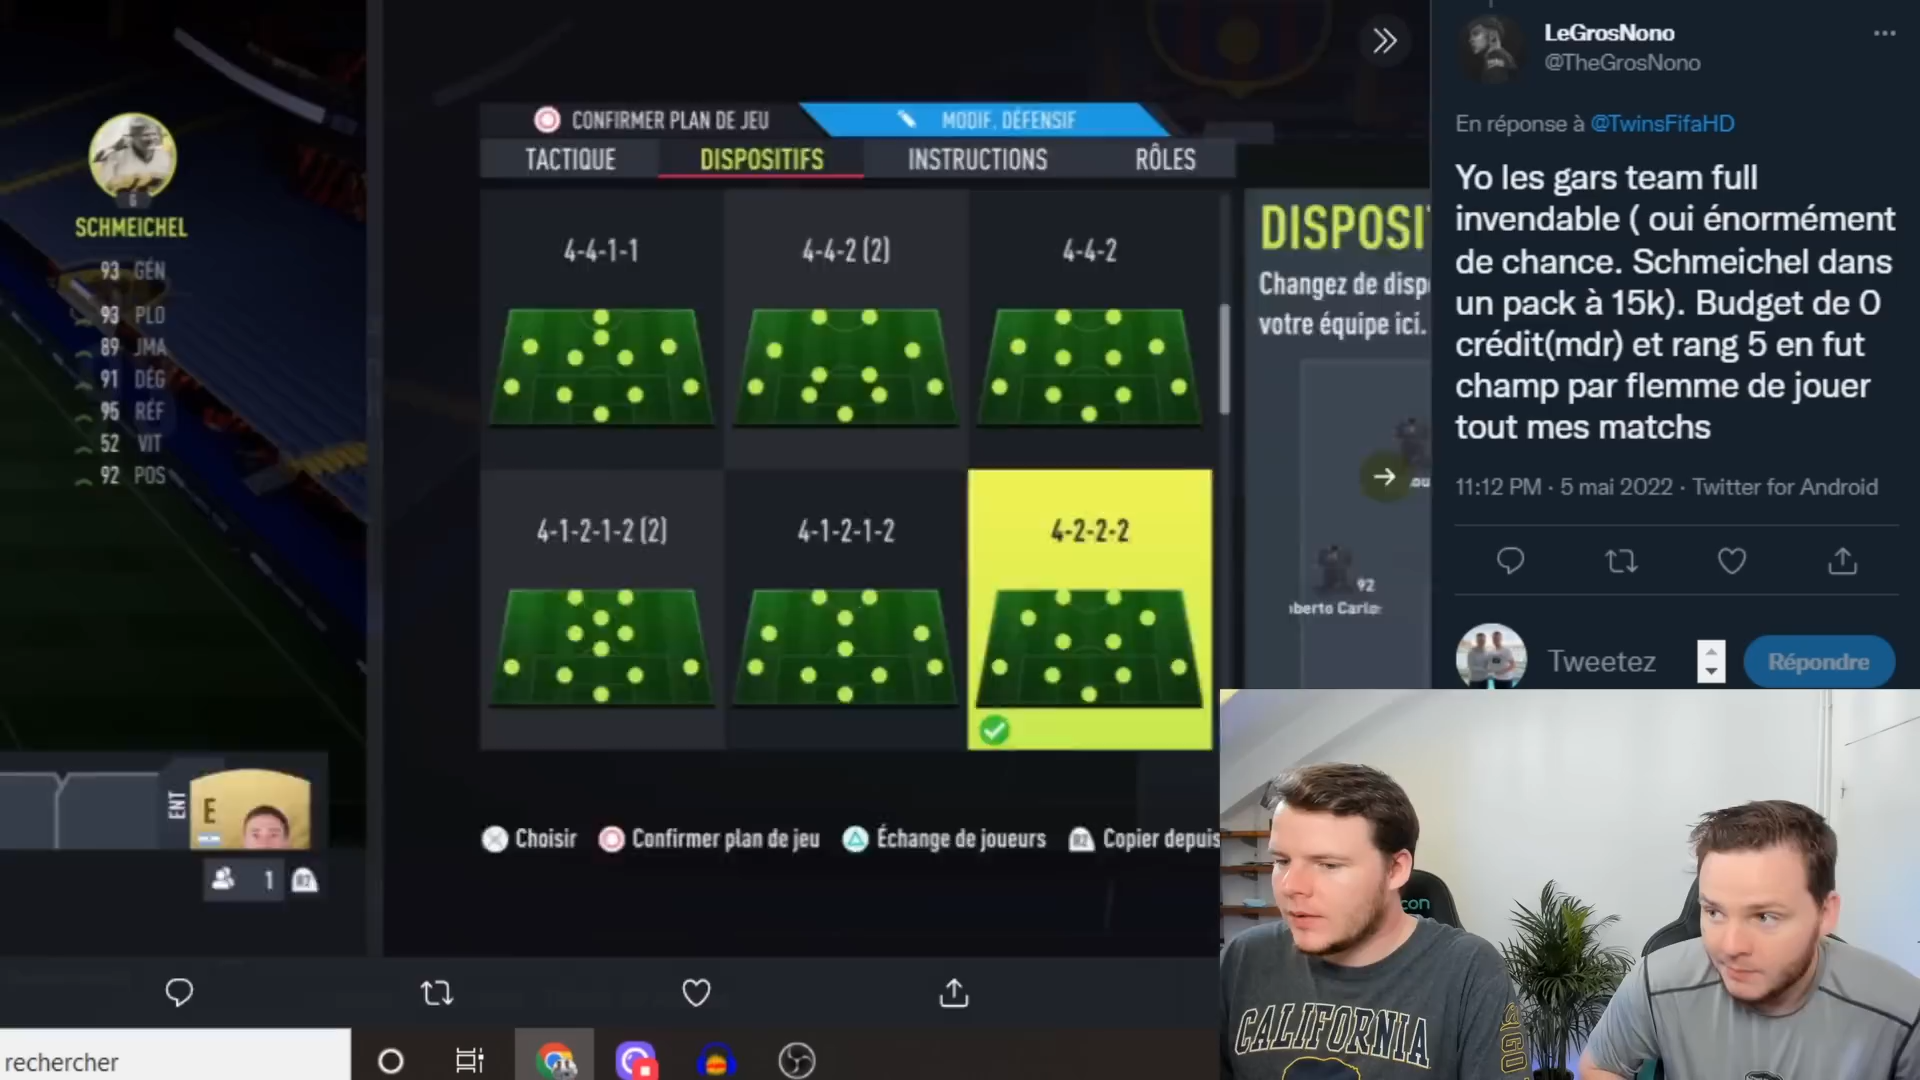 SCHMEICHEL
93 GÉN
93 PLO
89 JMA
91 DÉG
95 RÉF
52 VIT
92 POS
ENT
E
1
R2
CONFIRMER PLAN DE JEU
MODIF. DÉFENSIF
TACTIQUE
DISPOSITIFS
INSTRUCTIONS
RÔLES
4-4-1-1
4-4-2 (2)
4-4-2
4-1-2-1-2 (2)
4-1-2-1-2
4-2-2-2
DISPOSI
Changez de disp
votre équipe ici.
92
berto Carlo
Choisir
Confirmer plan de jeu
Échange de joueurs
R2
Copier depuis
LeGrosNono
@TheGrosNono
En réponse à @TwinsFifaHD
Yo les gars team full
invendable ( oui énormément
de chance. Schmeichel dans
un pack à 15k). Budget de 0
crédit(mdr) et rang 5 en fut
champ par flemme de jouer
tout mes matchs
11:12 PM · 5 mai 2022 · Twitter for Android
Tweetez
Répondre
con
CALIFORNIA
rechercher